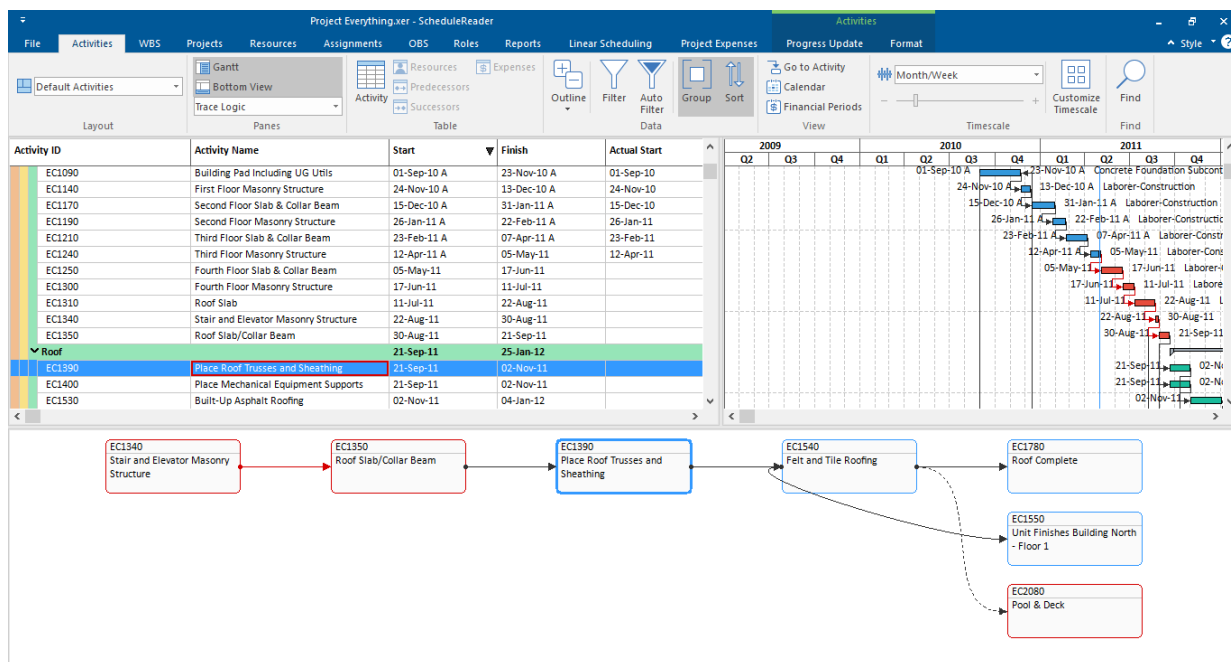 Project Everything.xer - ScheduleReader
Activities
File Activities WBS Projects Resources Assignments OBS Roles Reports Linear Scheduling Project Expenses Progress Update Format Style
Default Activities
Layout
Gantt
Bottom View
Trace Logic
Panes
Activity
Resources Expenses
Predecessors
Successors
Table
Outline
Filter
Auto Filter
Group
Sort
Data
Go to Activity
Calendar
Financial Periods
View
Month/Week
Customize Timescale
Timescale
Find
Find
Activity ID Activity Name Start Finish Actual Start
EC1090 Building Pad Including UG Utils 01-Sep-10 A 23-Nov-10 A 01-Sep-10
EC1140 First Floor Masonry Structure 24-Nov-10 A 13-Dec-10 A 24-Nov-10
EC1170 Second Floor Slab & Collar Beam 15-Dec-10 A 31-Jan-11 A 15-Dec-10
EC1190 Second Floor Masonry Structure 26-Jan-11 A 22-Feb-11 A 26-Jan-11
EC1210 Third Floor Slab & Collar Beam 23-Feb-11 A 07-Apr-11 A 23-Feb-11
EC1240 Third Floor Masonry Structure 12-Apr-11 A 05-May-11 12-Apr-11
EC1250 Fourth Floor Slab & Collar Beam 05-May-11 17-Jun-11
EC1300 Fourth Floor Masonry Structure 17-Jun-11 11-Jul-11
EC1310 Roof Slab 11-Jul-11 22-Aug-11
EC1340 Stair and Elevator Masonry Structure 22-Aug-11 30-Aug-11
EC1350 Roof Slab/Collar Beam 30-Aug-11 21-Sep-11
Roof 21-Sep-11 25-Jan-12
EC1390 Place Roof Trusses and Sheathing 21-Sep-11 02-Nov-11
EC1400 Place Mechanical Equipment Supports 21-Sep-11 02-Nov-11
EC1530 Built-Up Asphalt Roofing 02-Nov-11 04-Jan-12
2009 2010 2011
Q2 Q3 Q4 Q1 Q2 Q3 Q4 Q1 Q2 Q3 Q4
01-Sep-10 A 23-Nov-10 A Concrete Foundation Subcont
24-Nov-10 A 13-Dec-10 A Laborer-Construction
15-Dec-10 A 31-Jan-11 A Laborer-Construction
26-Jan-11 A 22-Feb-11 A Laborer-Constructic
23-Feb-11 A 07-Apr-11 A Laborer-Constr
12-Apr-11 A 05-May-11 Laborer-Cons
05-May-11 17-Jun-11 Laborer-
17-Jun-11 11-Jul-11 Labore
11-Jul-11 22-Aug-11
22-Aug-11 30-Aug-11
30-Aug-11 21-Sep-11
21-Sep-11
21-Sep-11
02-Nov-11
EC1340
Stair and Elevator Masonry
Structure
EC1350
Roof Slab/Collar Beam
EC1390
Place Roof Trusses and
Sheathing
EC1540
Felt and Tile Roofing
EC1780
Roof Complete
EC1550
Unit Finishes Building North
- Floor 1
EC2080
Pool & Deck